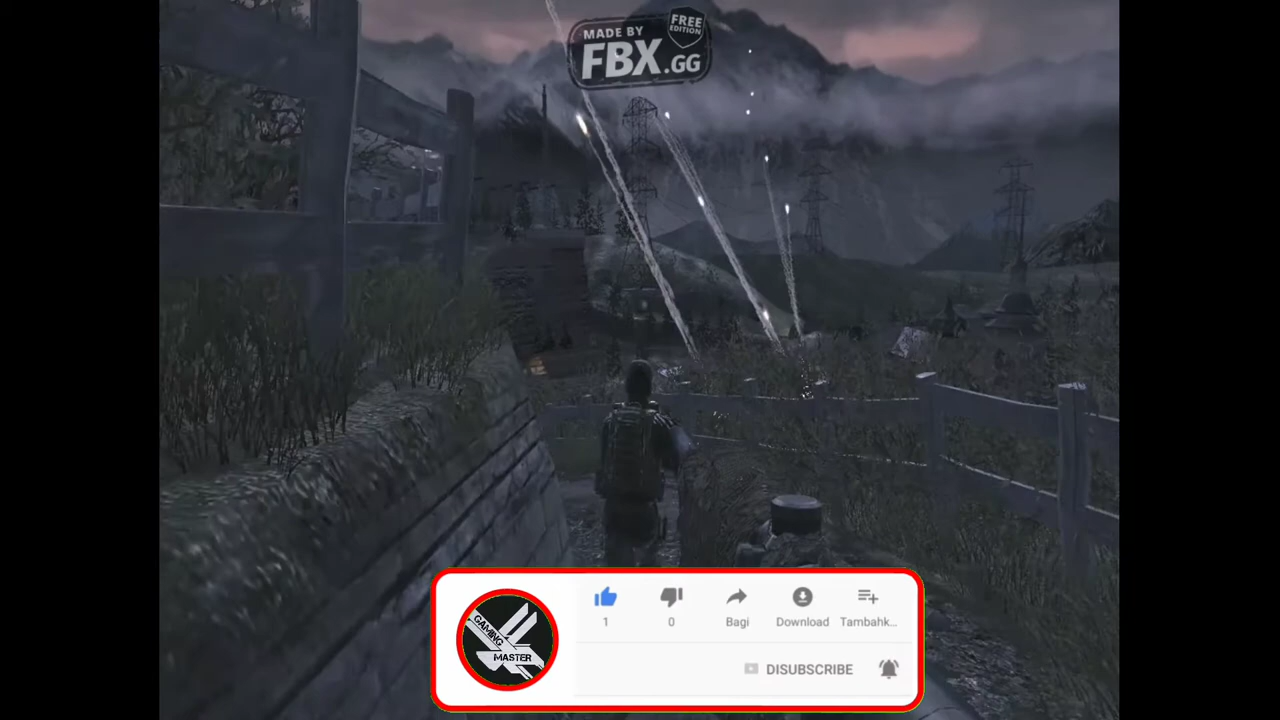 MADE BY
FREE
EDITION
FBX.GG
GAMING
MASTER
1
0
Bagi
Download
Tambahk...
DISUBSCRIBE